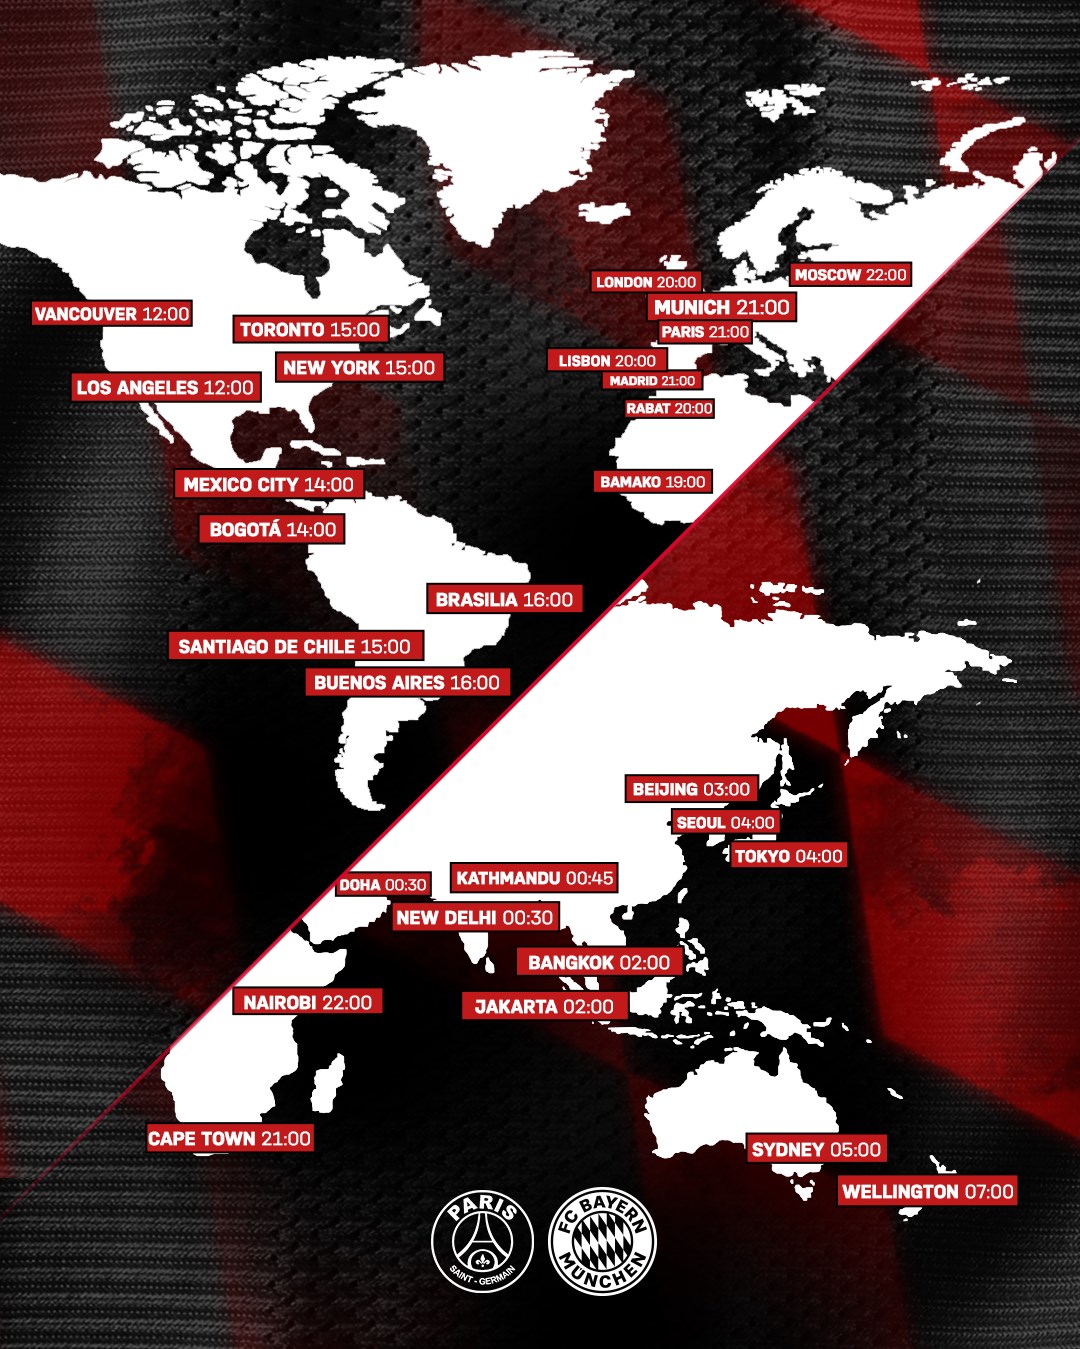 LONDON 20:00
MOSCOW 22:00
MUNICH 21:00
VANCOUVER 12:00
TORONTO 15:00
PARIS 21:00
LISBON 20:00
NEW YORK 15:00
MADRID 21:00
LOS ANGELES 12:00
RABAT 20:00
BAMAKO 19:00
MEXICO CITY 14:00
BOGOTÁ 14:00
BRASILIA 16:00
SANTIAGO DE CHILE 15:00
BUENOS AIRES 16:00
BEIJING 03:00
SEOUL 04:00
TOKYO 04:00
KATHMANDU 00:45
DOHA 00:30
NEW DELHI 00:30
BANGKOK 02:00
NAIROBI 22:00
JAKARTA 02:00
CAPE TOWN 21:00
SYDNEY 05:00
WELLINGTON 07:00
PARIS
SAINT-GERMAIN
FC BAYERN
MÜNCHEN